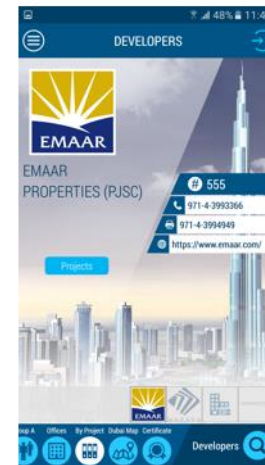 48% 11:4
DEVELOPERS
EMAAR
EMAAR
PROPERTIES (PJSC)
# 555
971-4-3993366
971-4-3994949
https://www.emaar.com/
Projects
EMAAR
oup A Offices By Project Dubai Map Certificate
Developers